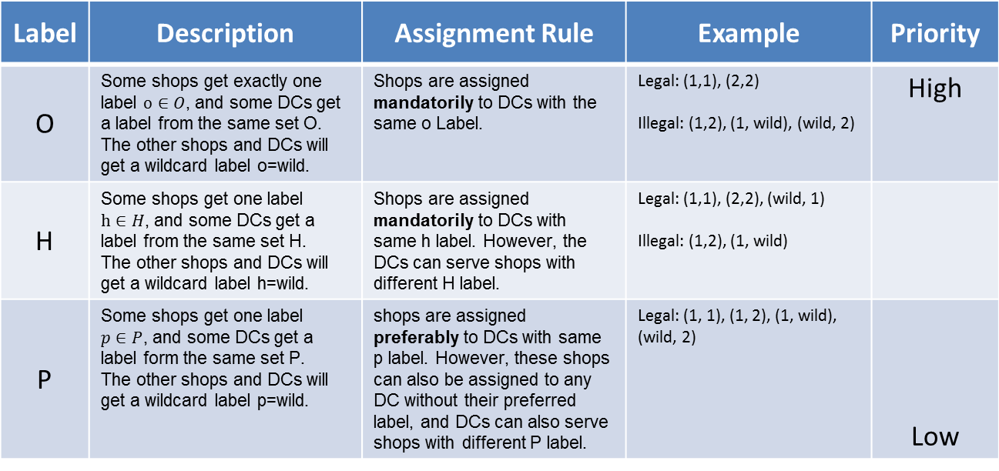 Label
Description
Assignment Rule
Example
Priority
O
Some shops get exactly one
label o ∈ O, and some DCs get
a label from the same set O.
The other shops and DCs will
get a wildcard label o=wild.
Shops are assigned
mandatorily to DCs with the
same o Label.
Legal: (1,1), (2,2)
Illegal: (1,2), (1, wild), (wild, 2)
High
H
Some shops get one label
h ∈ H, and some DCs get a
label from the same set H.
The other shops and DCs will
get a wildcard label h=wild.
Shops are assigned
mandatorily to DCs with
same h label. However, the
DCs can serve shops with
different H label.
Legal: (1,1), (2,2), (wild, 1)
Illegal: (1,2), (1, wild)
P
Some shops get one label
p ∈ P, and some DCs get a
label form the same set P.
The other shops and DCs will
get a wildcard label p=wild.
shops are assigned
preferably to DCs with same
p label. However, these shops
can also be assigned to any
DC without their preferred
label, and DCs can also serve
shops with different P label.
Legal: (1, 1), (1, 2), (1, wild),
(wild, 2)
Low